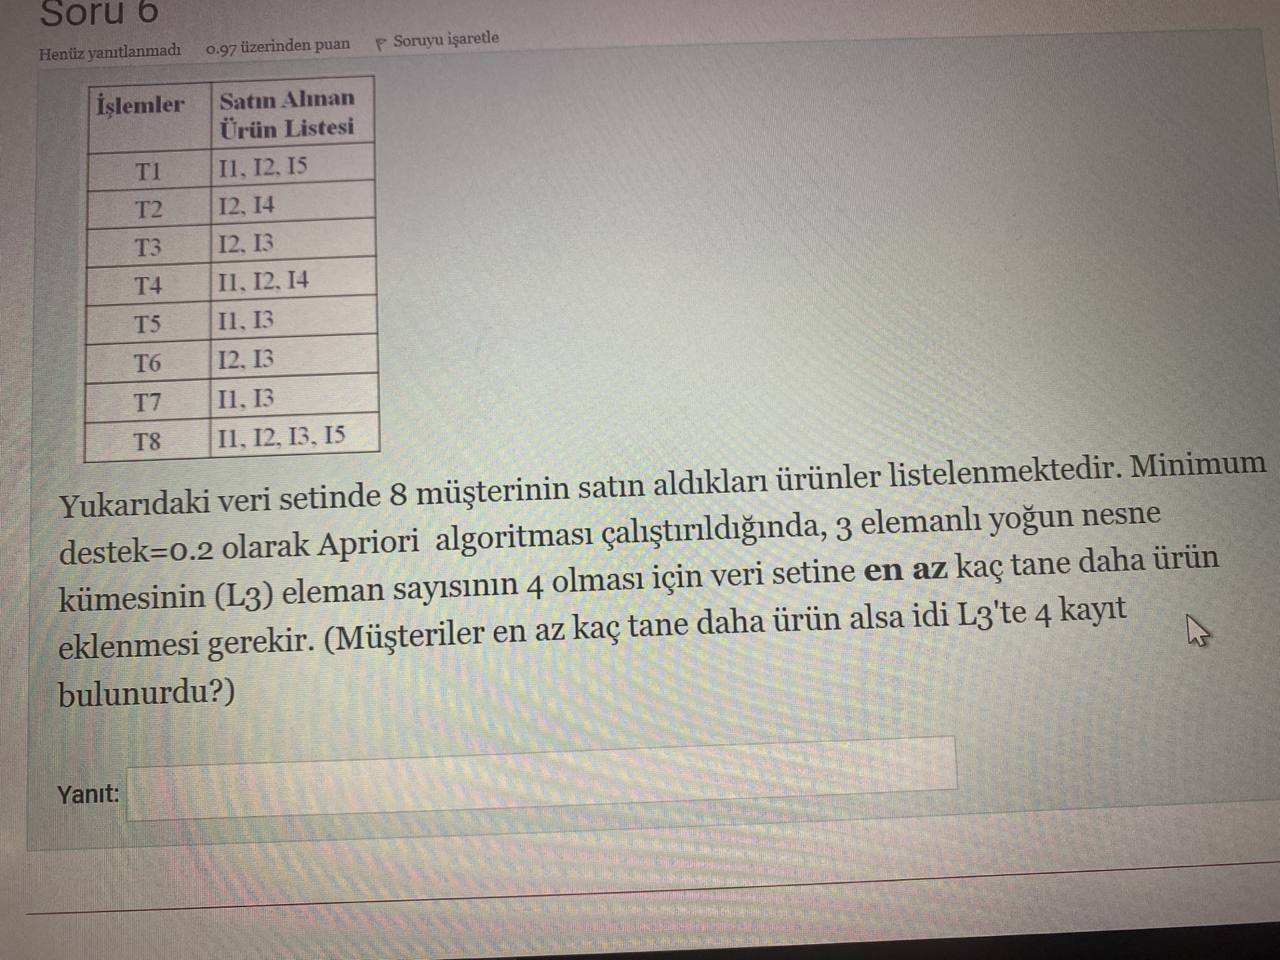 Soru 6
Henüz yanıtlanmadı 0.97 üzerinden puan Soruyu işaretle
İşlemler Satın Alınan
Ürün Listesi
T1 I1, I2, I5
T2 I2, I4
T3 I2, I3
T4 I1, I2, I4
T5 I1, I3
T6 I2, I3
T7 I1, I3
T8 I1, I2, I3, I5
Yukarıdaki veri setinde 8 müşterinin satın aldıkları ürünler listelenmektedir. Minimum
destek=0.2 olarak Apriori algoritması çalıştırıldığında, 3 elemanlı yoğun nesne
kümesinin (L3) eleman sayısının 4 olması için veri setine en az kaç tane daha ürün
eklenmesi gerekir. (Müşteriler en az kaç tane daha ürün alsa idi L3'te 4 kayıt
bulunurdu?)
Yanıt: